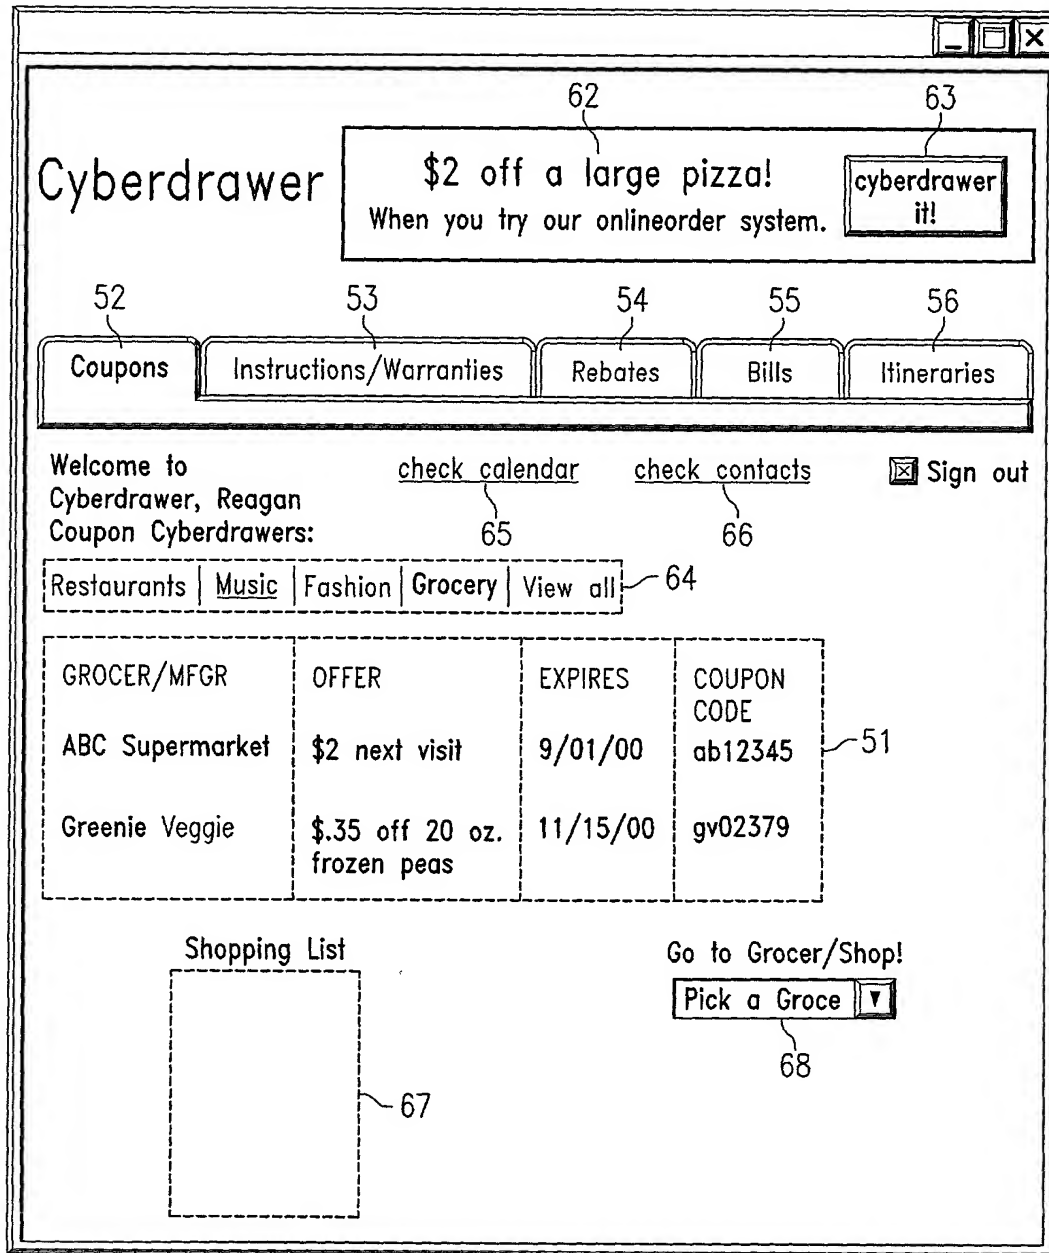 62 63
Cyberdrawer
$2 off a large pizza!
When you try our onlineorder system.
cyberdrawer
it!
52 53 54 55 56
Coupons Instructions/Warranties Rebates Bills Itineraries
Welcome to
Cyberdrawer, Reagan
Coupon Cyberdrawers:
check calendar check contacts Sign out
65 66
Restaurants | Music | Fashion | Grocery | View all 64
GROCER/MFGR OFFER EXPIRES COUPON
CODE
ABC Supermarket $2 next visit 9/01/00 ab12345
51
Greenie Veggie $.35 off 20 oz. 11/15/00 gv02379
frozen peas
Shopping List
67
Go to Grocer/Shop!
Pick a Groce
68